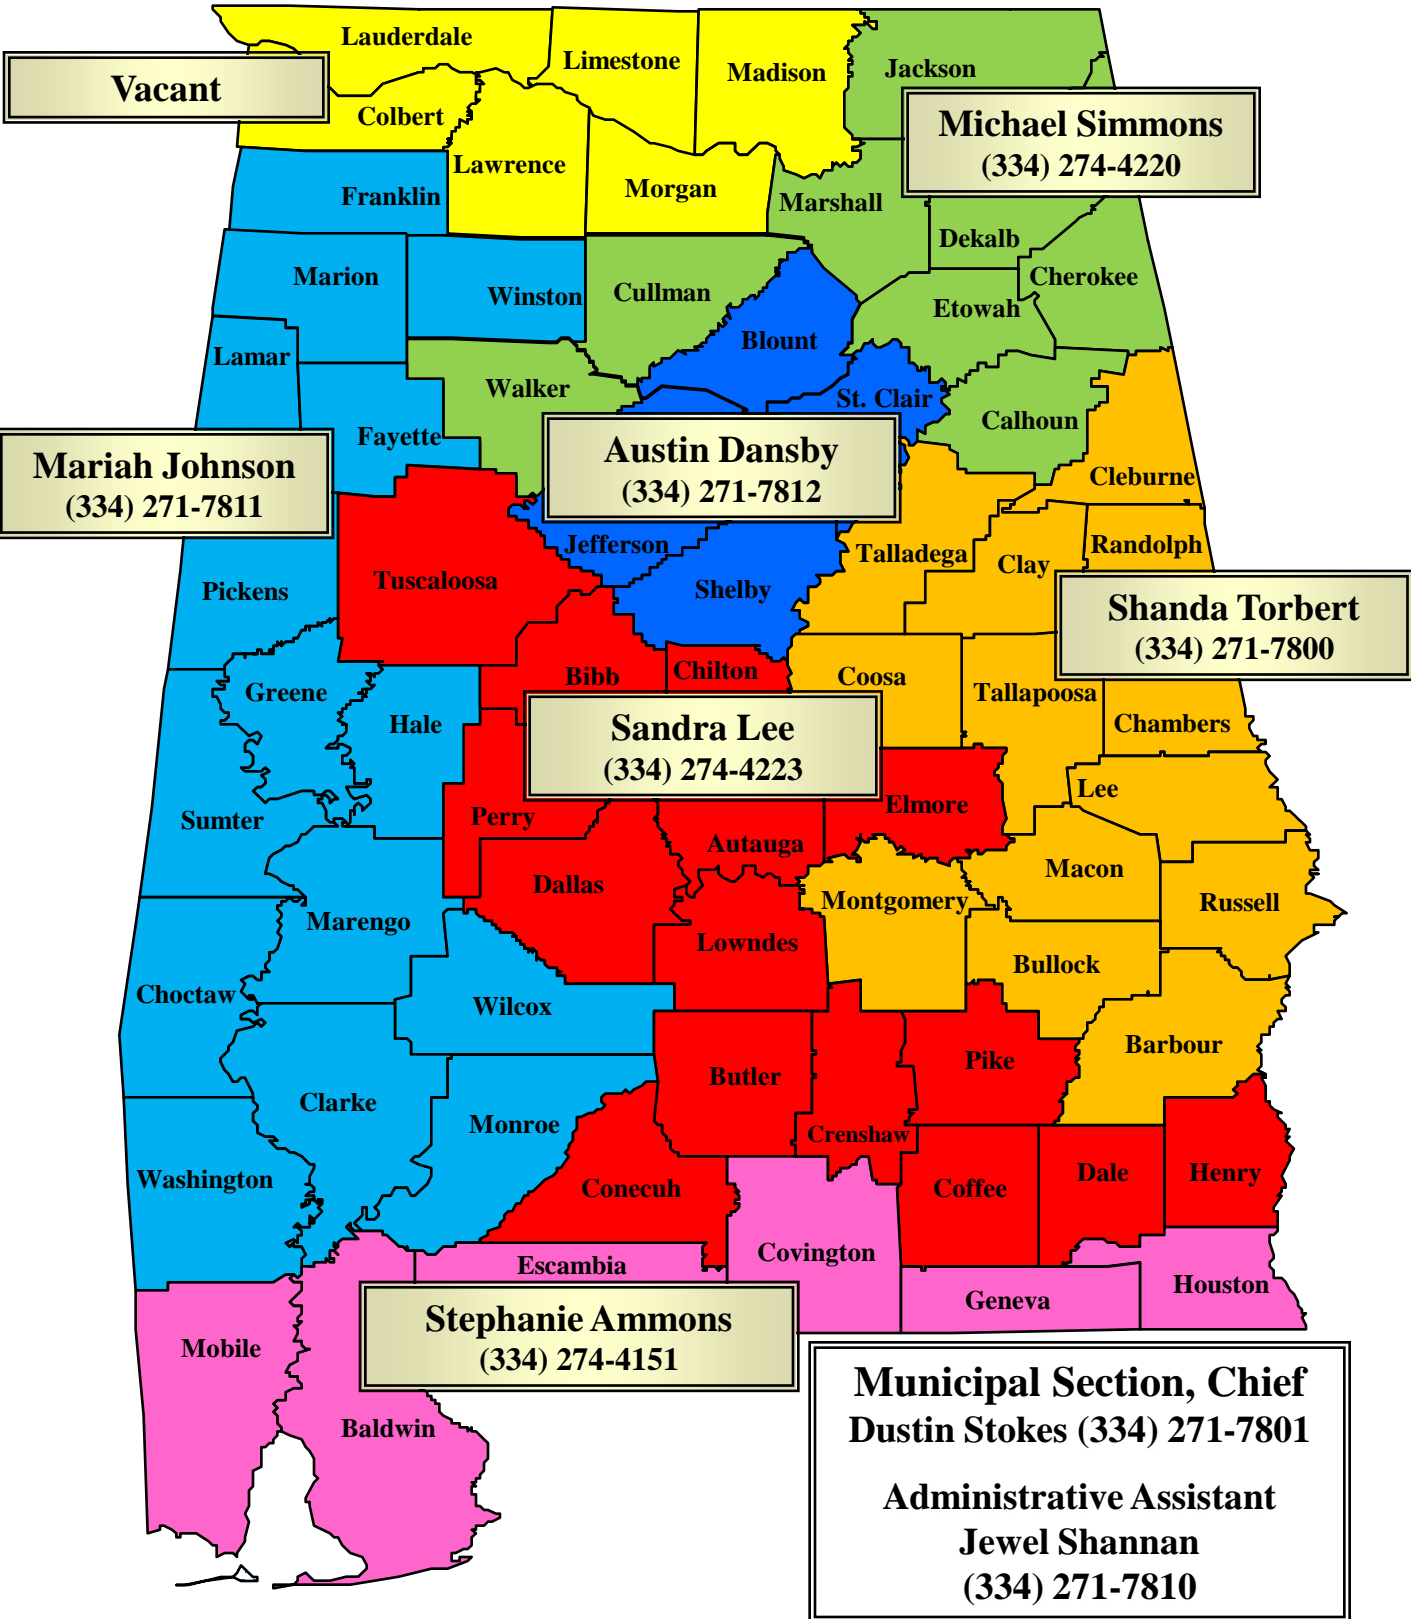 Lauderdale
Limestone
Madison
Jackson
Vacant
Colbert
Michael Simmons
(334) 274-4220
Lawrence
Franklin
Morgan
Marshall
Dekalb
Marion
Winston
Cullman
Cherokee
Etowah
Blount
Lamar
Walker
St. Clair
Calhoun
Fayette
Mariah Johnson
(334) 271-7811
Austin Dansby
(334) 271-7812
Cleburne
Jefferson
Talladega
Clay
Randolph
Pickens
Tuscaloosa
Shelby
Shanda Torbert
(334) 271-7800
Greene
Bibb
Chilton
Coosa
Tallapoosa
Hale
Sandra Lee
(334) 274-4223
Chambers
Lee
Sumter
Perry
Elmore
Autauga
Dallas
Macon
Marengo
Montgomery
Russell
Lowndes
Bullock
Choctaw
Wilcox
Barbour
Pike
Butler
Clarke
Monroe
Crenshaw
Washington
Conecuh
Coffee
Dale
Henry
Covington
Escambia
Houston
Geneva
Stephanie Ammons
(334) 274-4151
Mobile
Baldwin
Municipal Section, Chief
Dustin Stokes (334) 271-7801
Administrative Assistant
Jewel Shannan
(334) 271-7810